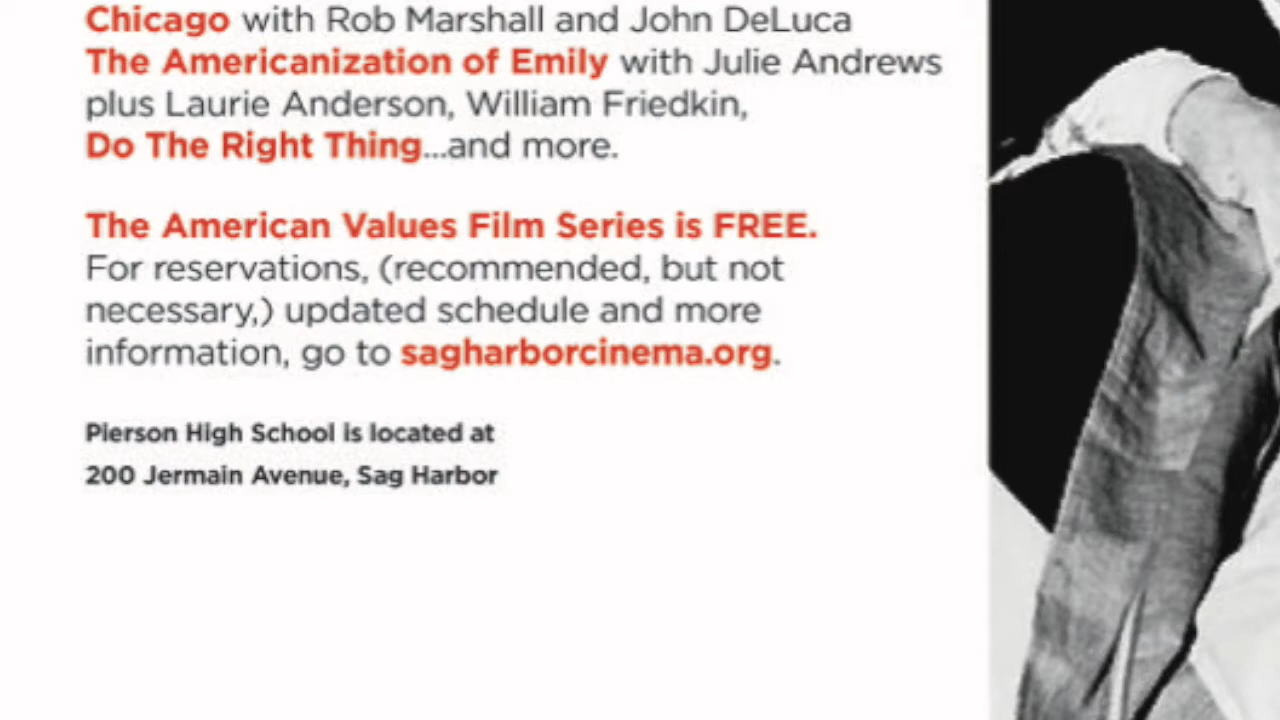 Chicago with Rob Marshall and John DeLuca
The Americanization of Emily with Julie Andrews
plus Laurie Anderson, William Friedkin,
Do The Right Thing...and more.
The American Values Film Series is FREE.
For reservations, (recommended, but not
necessary,) updated schedule and more
information, go to sagharborcinema.org.
Pierson High School is located at
200 Jermain Avenue, Sag Harbor